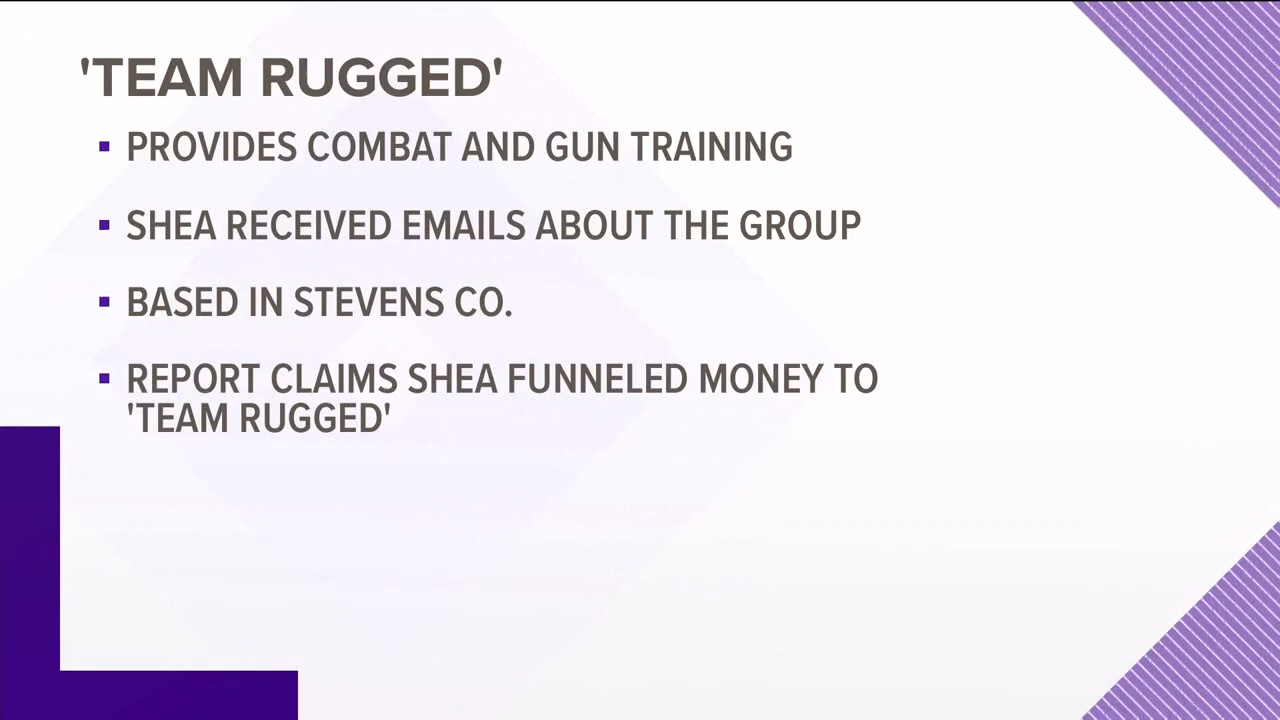 'TEAM RUGGED'
PROVIDES COMBAT AND GUN TRAINING
SHEA RECEIVED EMAILS ABOUT THE GROUP
BASED IN STEVENS CO.
REPORT CLAIMS SHEA FUNNELED MONEY TO
'TEAM RUGGED'